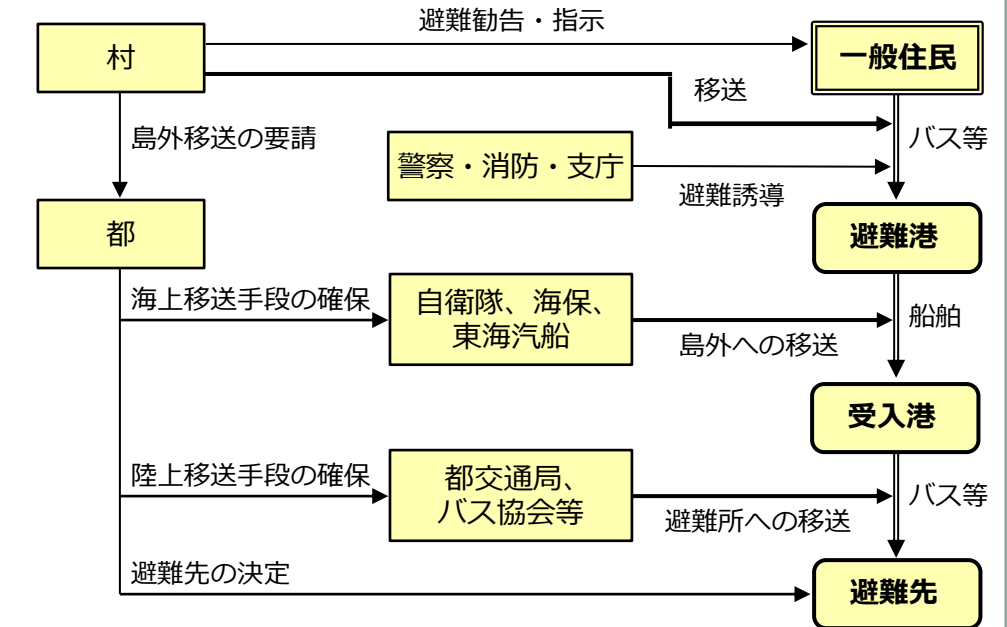 避難勧告・指示
村
一般住民
移送
島外移送の要請
バス等
警察・消防・支庁
避難誘導
都
避難港
海上移送手段の確保
自衛隊、海保、
東海汽船
船舶
島外への移送
受入港
陸上移送手段の確保
都交通局、
バス協会等
バス等
避難所への移送
避難先の決定
避難先